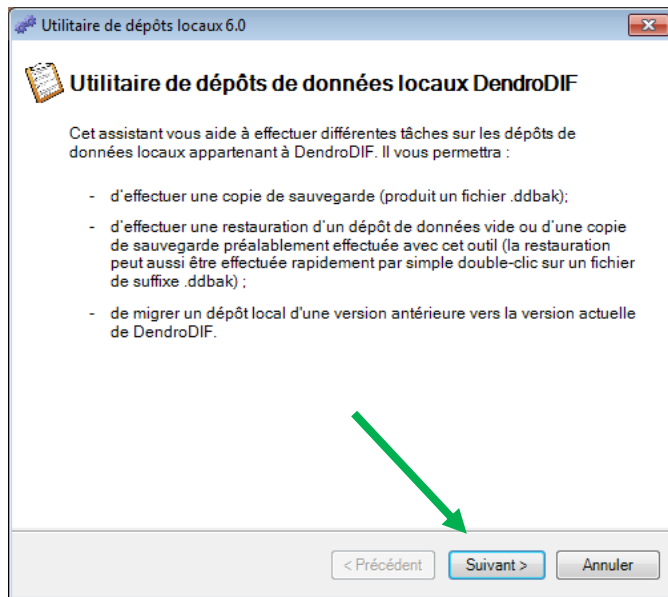 Utilitaire de dépôts locaux 6.0
Utilitaire de dépôts de données locaux DendroDIF
Cet assistant vous aide à effectuer différentes tâches sur les dépôts de
données locaux appartenant à DendroDIF. Il vous permettra :
- d'effectuer une copie de sauvegarde (produit un fichier .ddbak);
- d'effectuer une restauration d'un dépôt de données vide ou d'une copie
de sauvegarde préalablement effectuée avec cet outil (la restauration
peut aussi être effectuée rapidement par simple double-clic sur un fichier
de suffixe .ddbak) ;
- de migrer un dépôt local d'une version antérieure vers la version actuelle
de DendroDIF.
< Précédent Suivant > Annuler